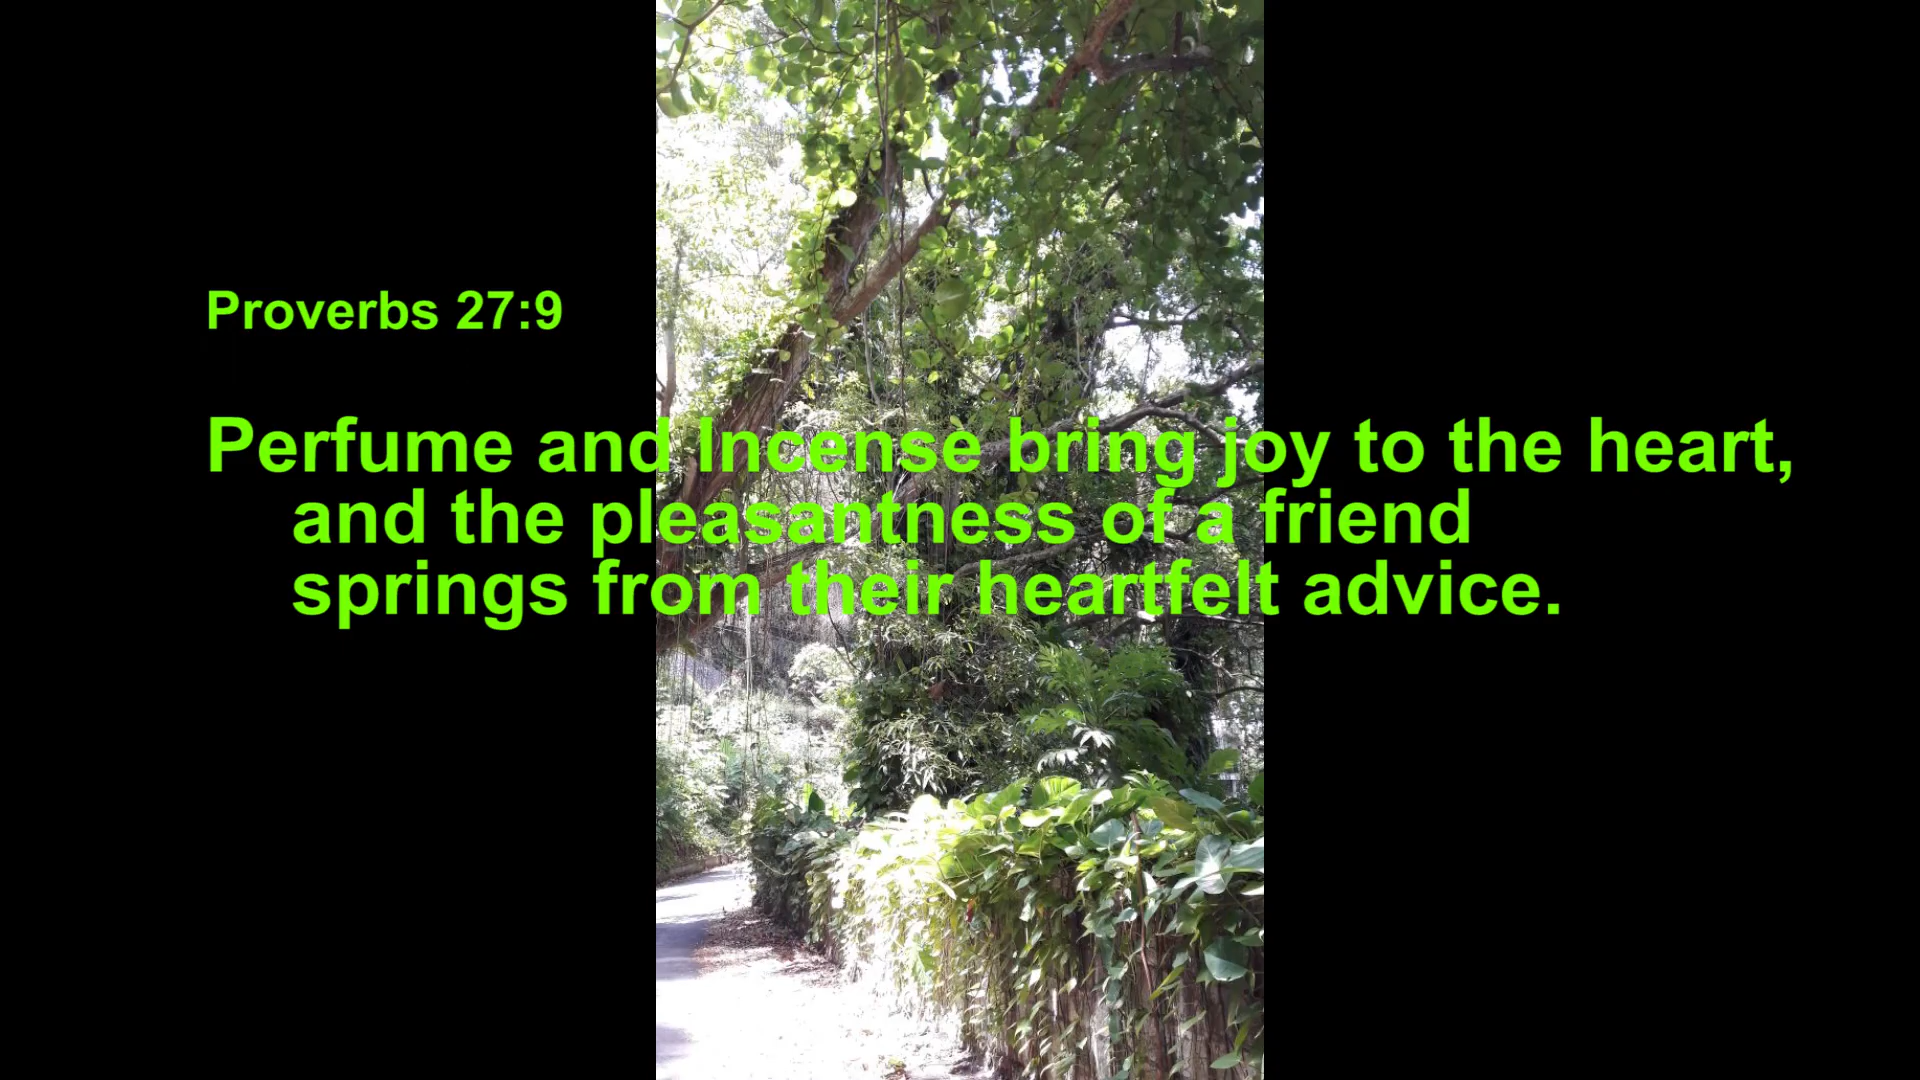 Proverbs 27:9
Perfume and Incense bring joy to the heart,
and the pleasantness of a friend
springs from their heartfelt advice.